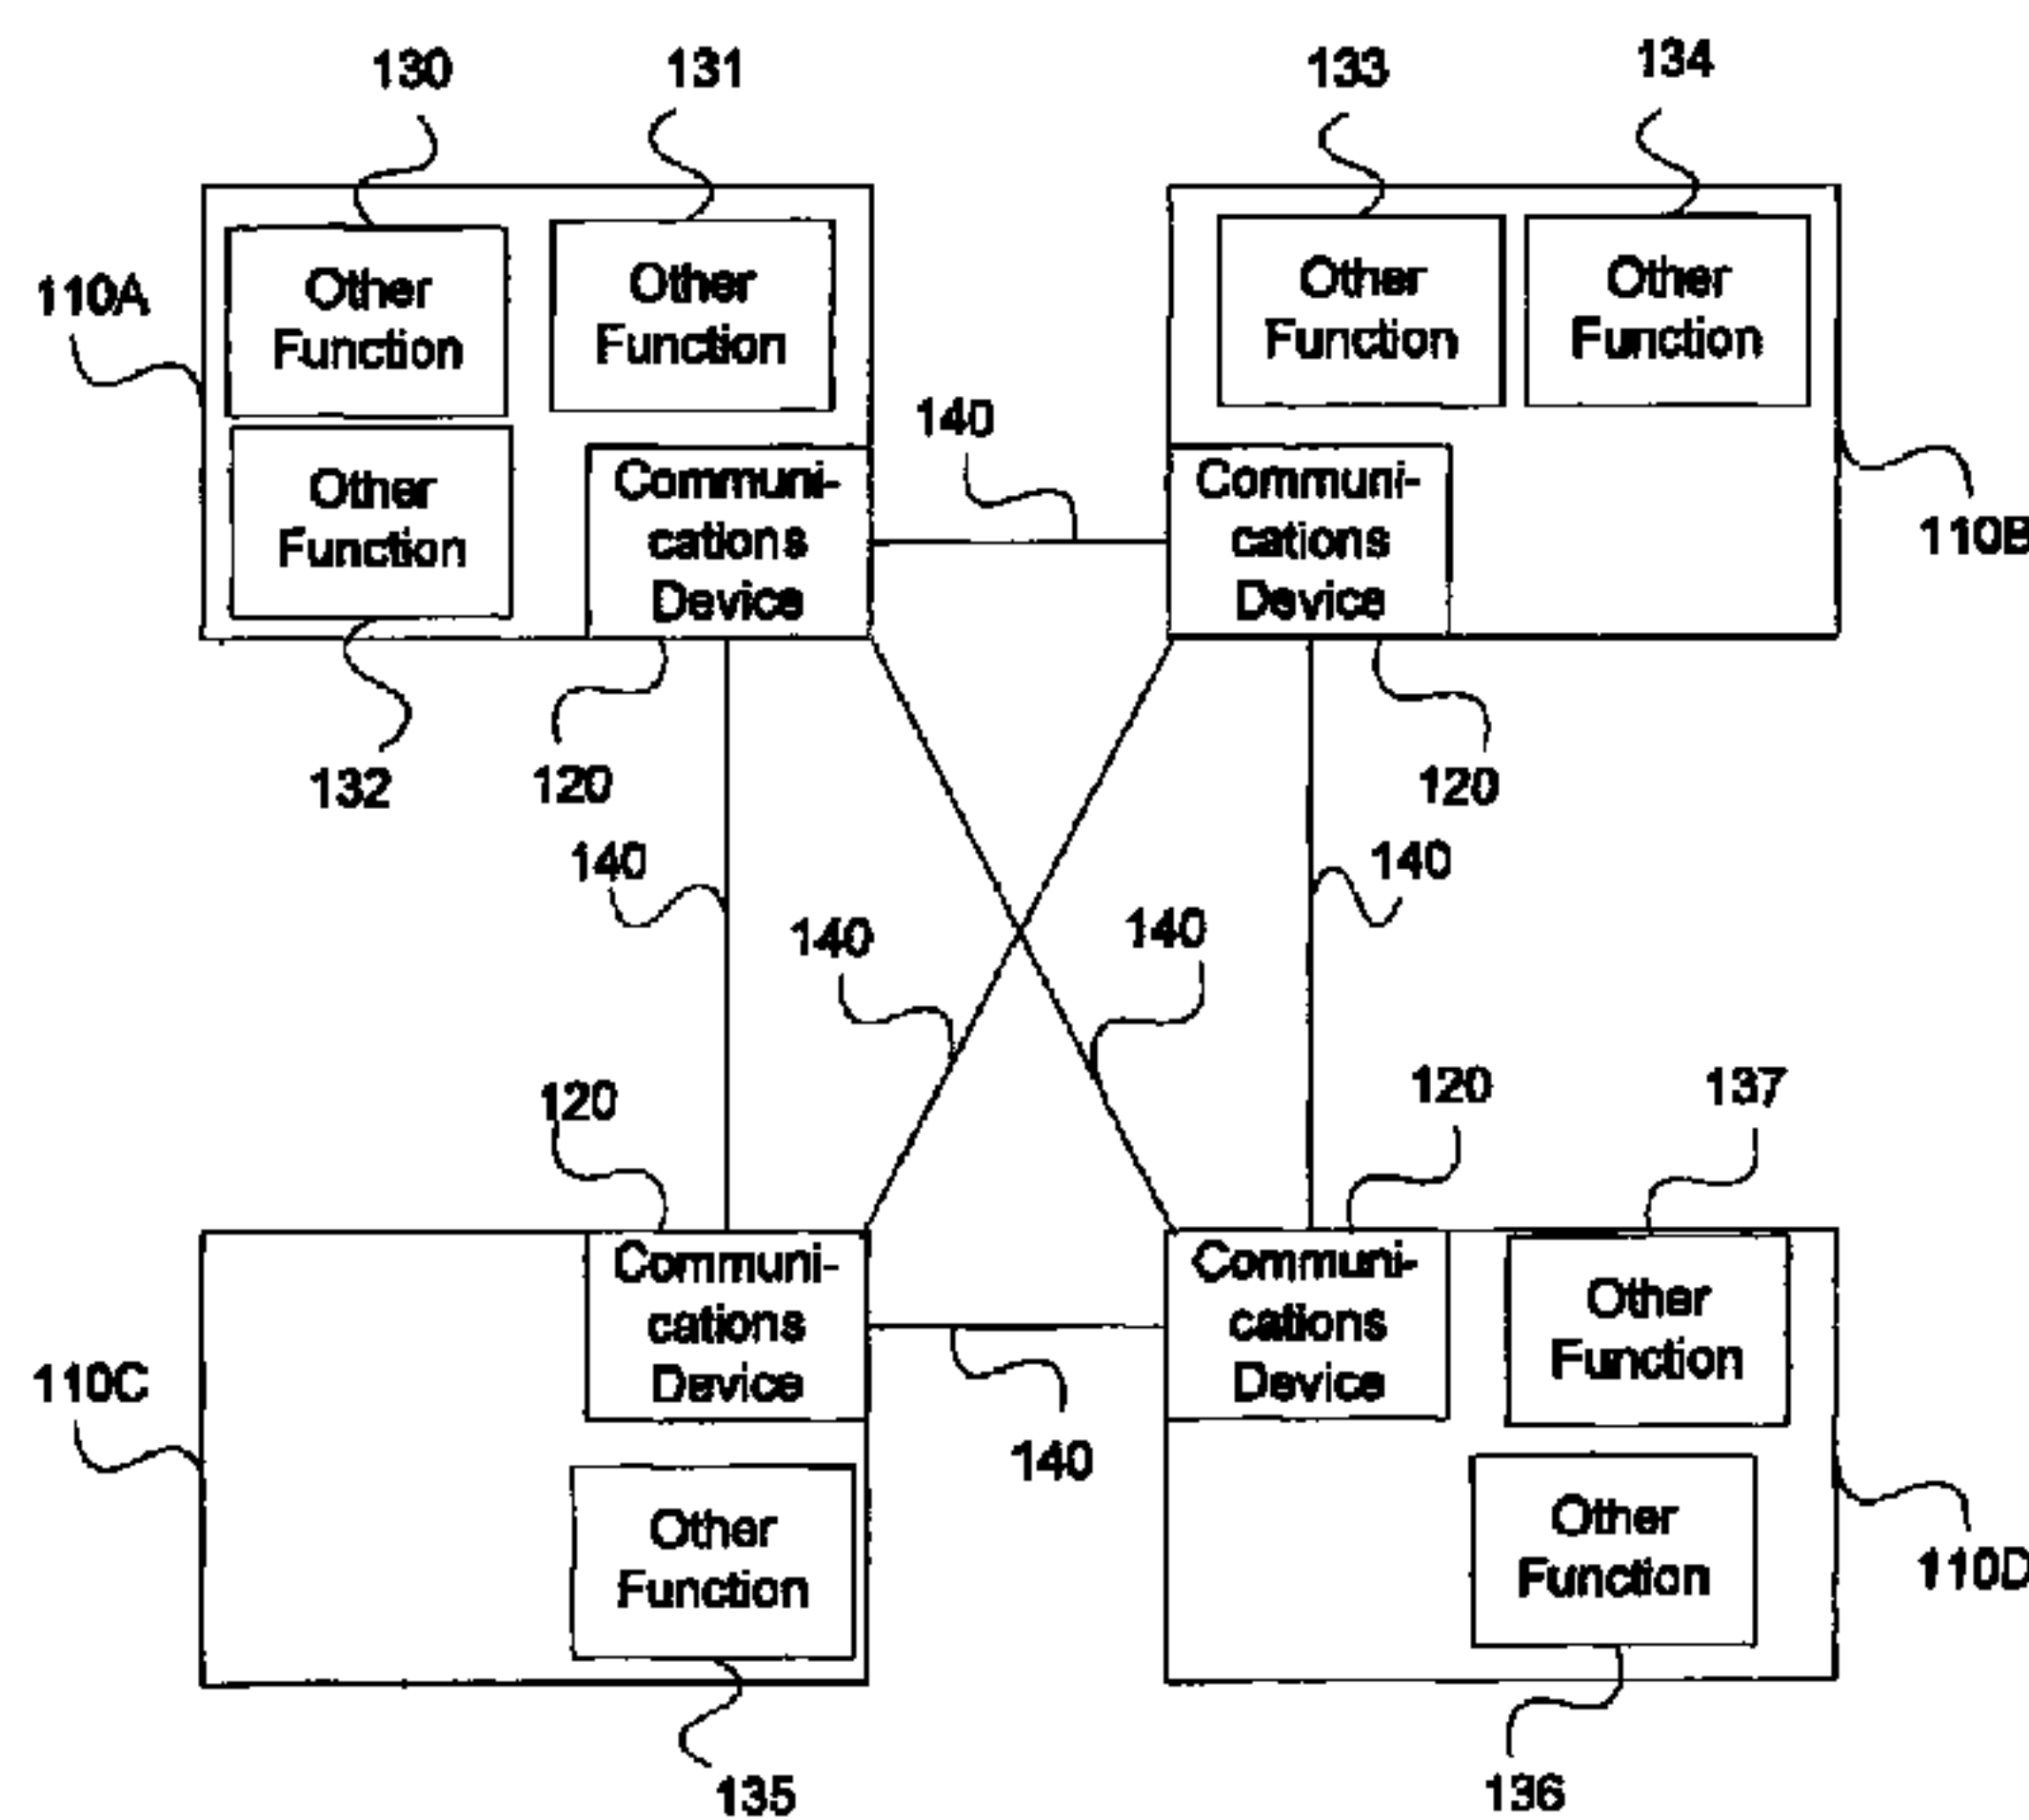 130
131
133
134
110A
Other
Function
Other
Function
Other
Function
Other
Function
140
Other
Function
Communi-
cations
Device
Communi-
cations
Device
110B
132
120
120
140
140
140
140
120
120
137
Communi-
cations
Device
Communi-
cations
Device
Other
Function
110C
140
Other
Function
Other
Function
110D
135
136